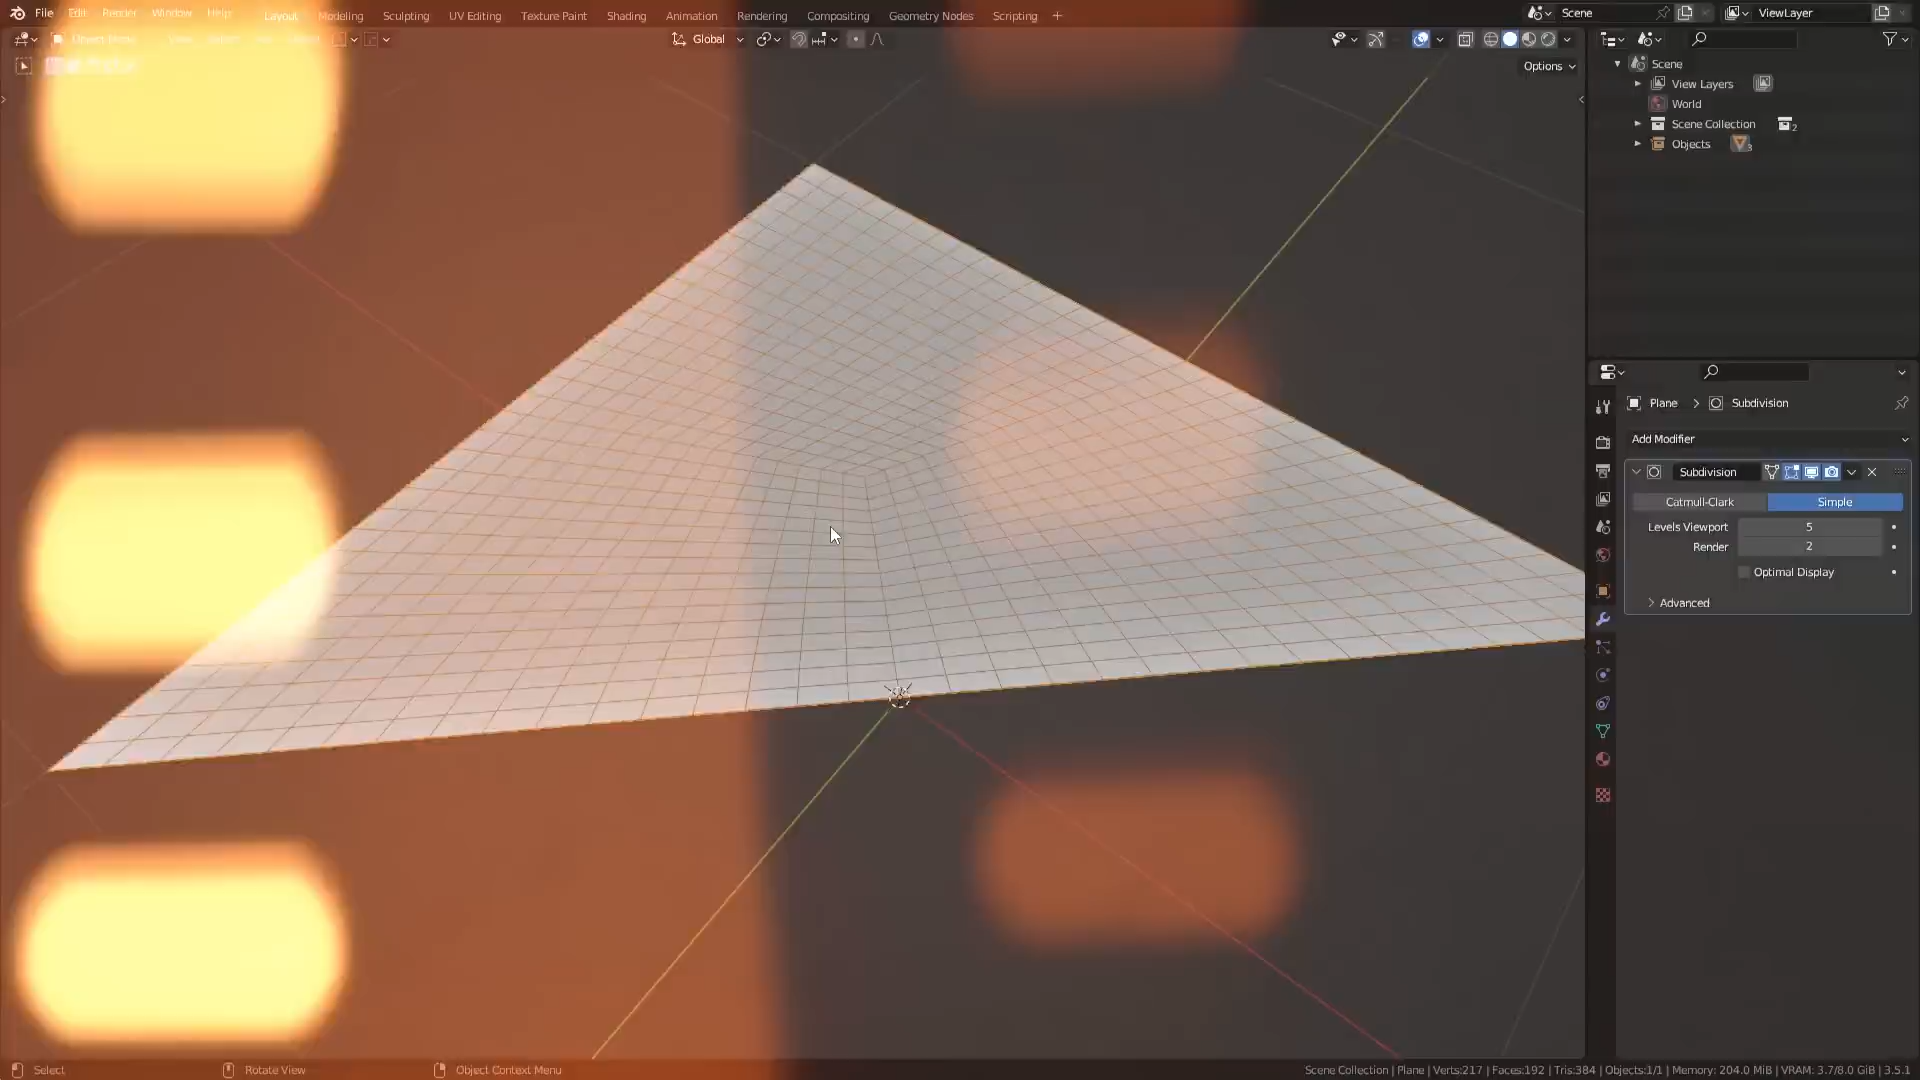 File Edit Render Window Help Layout Modeling Sculpting UV Editing Texture Paint Shading Animation Rendering Compositing Geometry Nodes Scripting + Scene ViewLayer
Object Mode Global
Options
Scene
View Layers
World
Scene Collection 2
Objects 3
Plane > Subdivision
Add Modifier
Subdivision
Catmull-Clark Simple
Levels Viewport 5
Render 2
Optimal Display
Advanced
Select Rotate View Object Context Menu Scene Collection | Plane | Verts:217 | Faces:192 | Tris:384 | Objects:1/1 | Memory: 204.0 MiB | VRAM: 3.7/8.0 GiB | 3.5.1